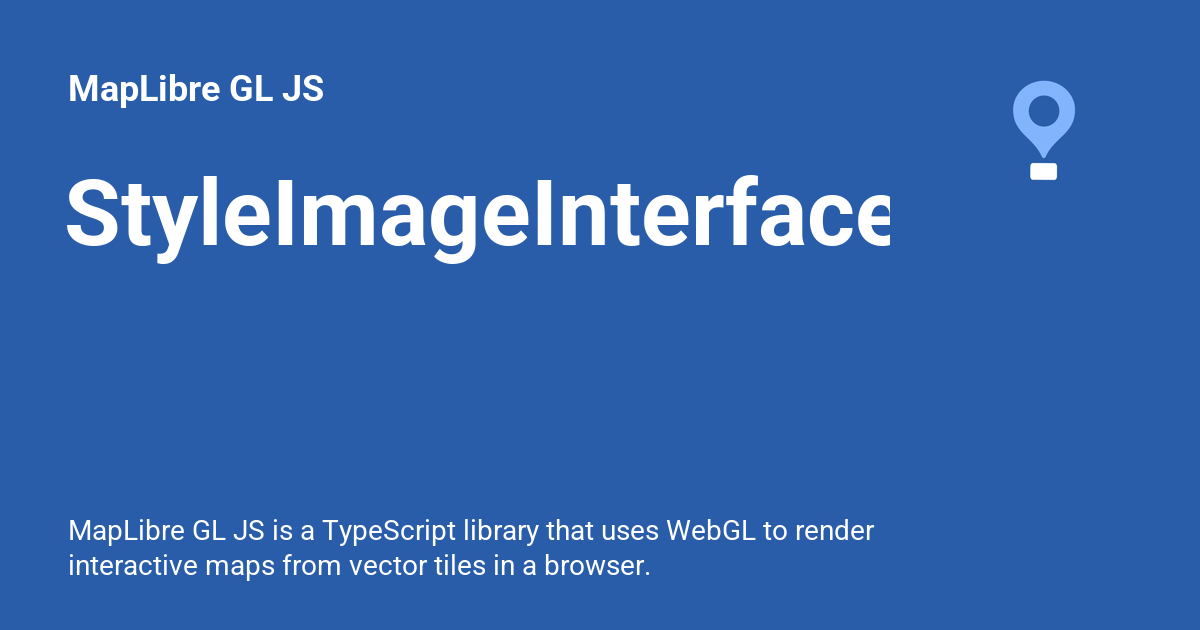 MapLibre GL JS
StyleImageInterface
MapLibre GL JS is a TypeScript library that uses WebGL to render
interactive maps from vector tiles in a browser.